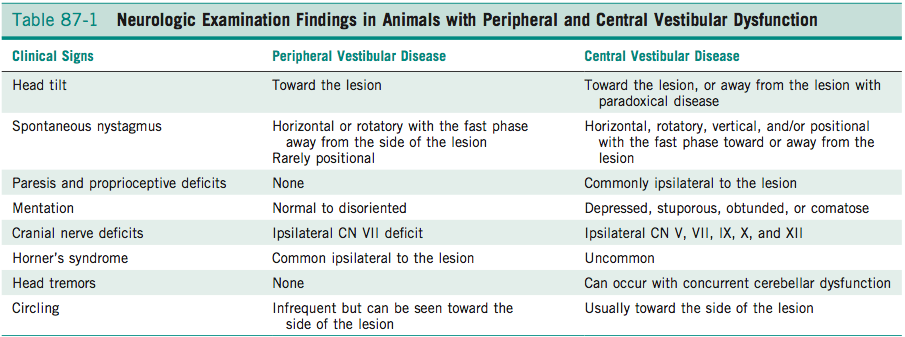 Table 87-1 Neurologic Examination Findings in Animals with Peripheral and Central Vestibular Dysfunction
Clinical Signs Peripheral Vestibular Disease Central Vestibular Disease
Head tilt Toward the lesion Toward the lesion, or away from the lesion with
paradoxical disease
Spontaneous nystagmus Horizontal or rotatory with the fast phase Horizontal, rotatory, vertical, and/or positional
away from the side of the lesion with the fast phase toward or away from the
Rarely positional lesion
Paresis and proprioceptive deficits None Commonly ipsilateral to the lesion
Mentation Normal to disoriented Depressed, stuporous, obtunded, or comatose
Cranial nerve deficits Ipsilateral CN VII deficit Ipsilateral CN V, VII, IX, X, and XII
Horner's syndrome Common ipsilateral to the lesion Uncommon
Head tremors None Can occur with concurrent cerebellar dysfunction
Circling Infrequent but can be seen toward the Usually toward the side of the lesion
side of the lesion